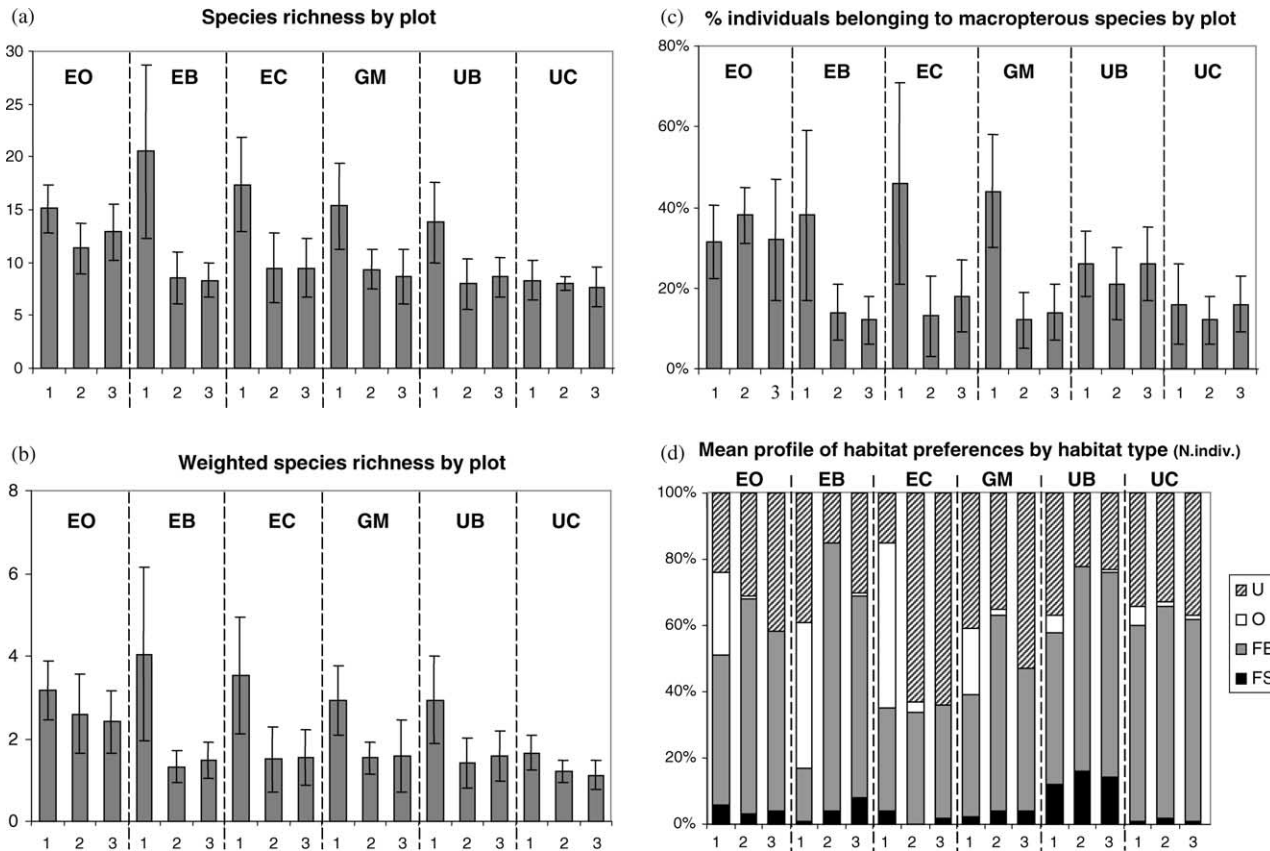 (a) Species richness by plot
30
25
20
15
10
5
0
EO EB EC GM UB UC
1 2 3 1 2 3 1 2 3 1 2 3 1 2 3 1 2 3
(b) Weighted species richness by plot
8
6
4
2
0
EO EB EC GM UB UC
1 2 3 1 2 3 1 2 3 1 2 3 1 2 3 1 2 3
(c) % individuals belonging to macropterous species by plot
80%
60%
40%
20%
0%
EO EB EC GM UB UC
1 2 3 1 2 3 1 2 3 1 2 3 1 2 3 1 2 3
(d) Mean profile of habitat preferences by habitat type (N.indiv.)
EO EB EC GM UB UC
100%
80%
60%
40%
20%
0%
1 2 3 1 2 3 1 2 3 1 2 3 1 2 3 1 2 3
U
O
FS